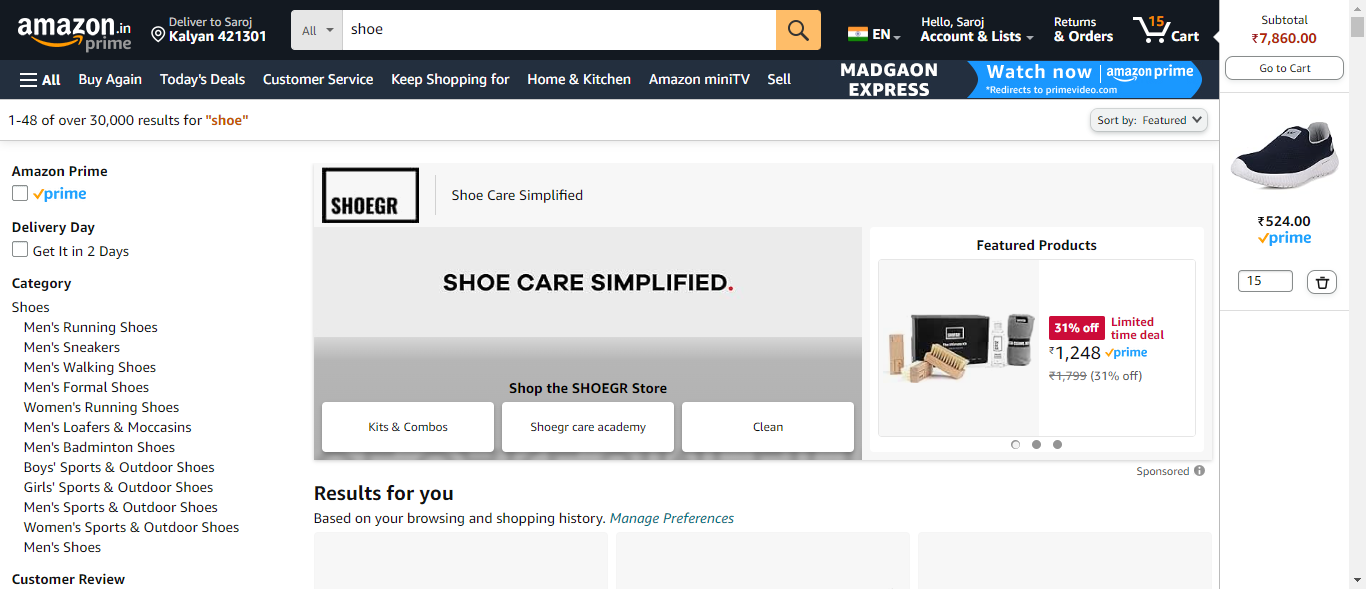 amazon.in
prime
Deliver to Saroj
Kalyan 421301
All
shoe
EN
Hello, Saroj
Account & Lists
Returns
& Orders
15
Cart
Subtotal
₹7,860.00
Go to Cart
All
Buy Again
Today's Deals
Customer Service
Keep Shopping for
Home & Kitchen
Amazon miniTV
Sell
MADGAON
EXPRESS
Watch now | amazon prime
*Redirects to primevideo.com
1-48 of over 30,000 results for "shoe"
Sort by: Featured
Amazon Prime
prime
Delivery Day
Get It in 2 Days
Category
Shoes
Men's Running Shoes
Men's Sneakers
Men's Walking Shoes
Men's Formal Shoes
Women's Running Shoes
Men's Loafers & Moccasins
Men's Badminton Shoes
Boys' Sports & Outdoor Shoes
Girls' Sports & Outdoor Shoes
Men's Sports & Outdoor Shoes
Women's Sports & Outdoor Shoes
Men's Shoes
Customer Review
SHOEGR
Shoe Care Simplified
SHOE CARE SIMPLIFIED.
Shop the SHOEGR Store
Kits & Combos
Shoegr care academy
Clean
Featured Products
31% off
Limited
time deal
₹1,248 prime
₹1,799 (31% off)
Sponsored
Results for you
Based on your browsing and shopping history. Manage Preferences
₹524.00
prime
15